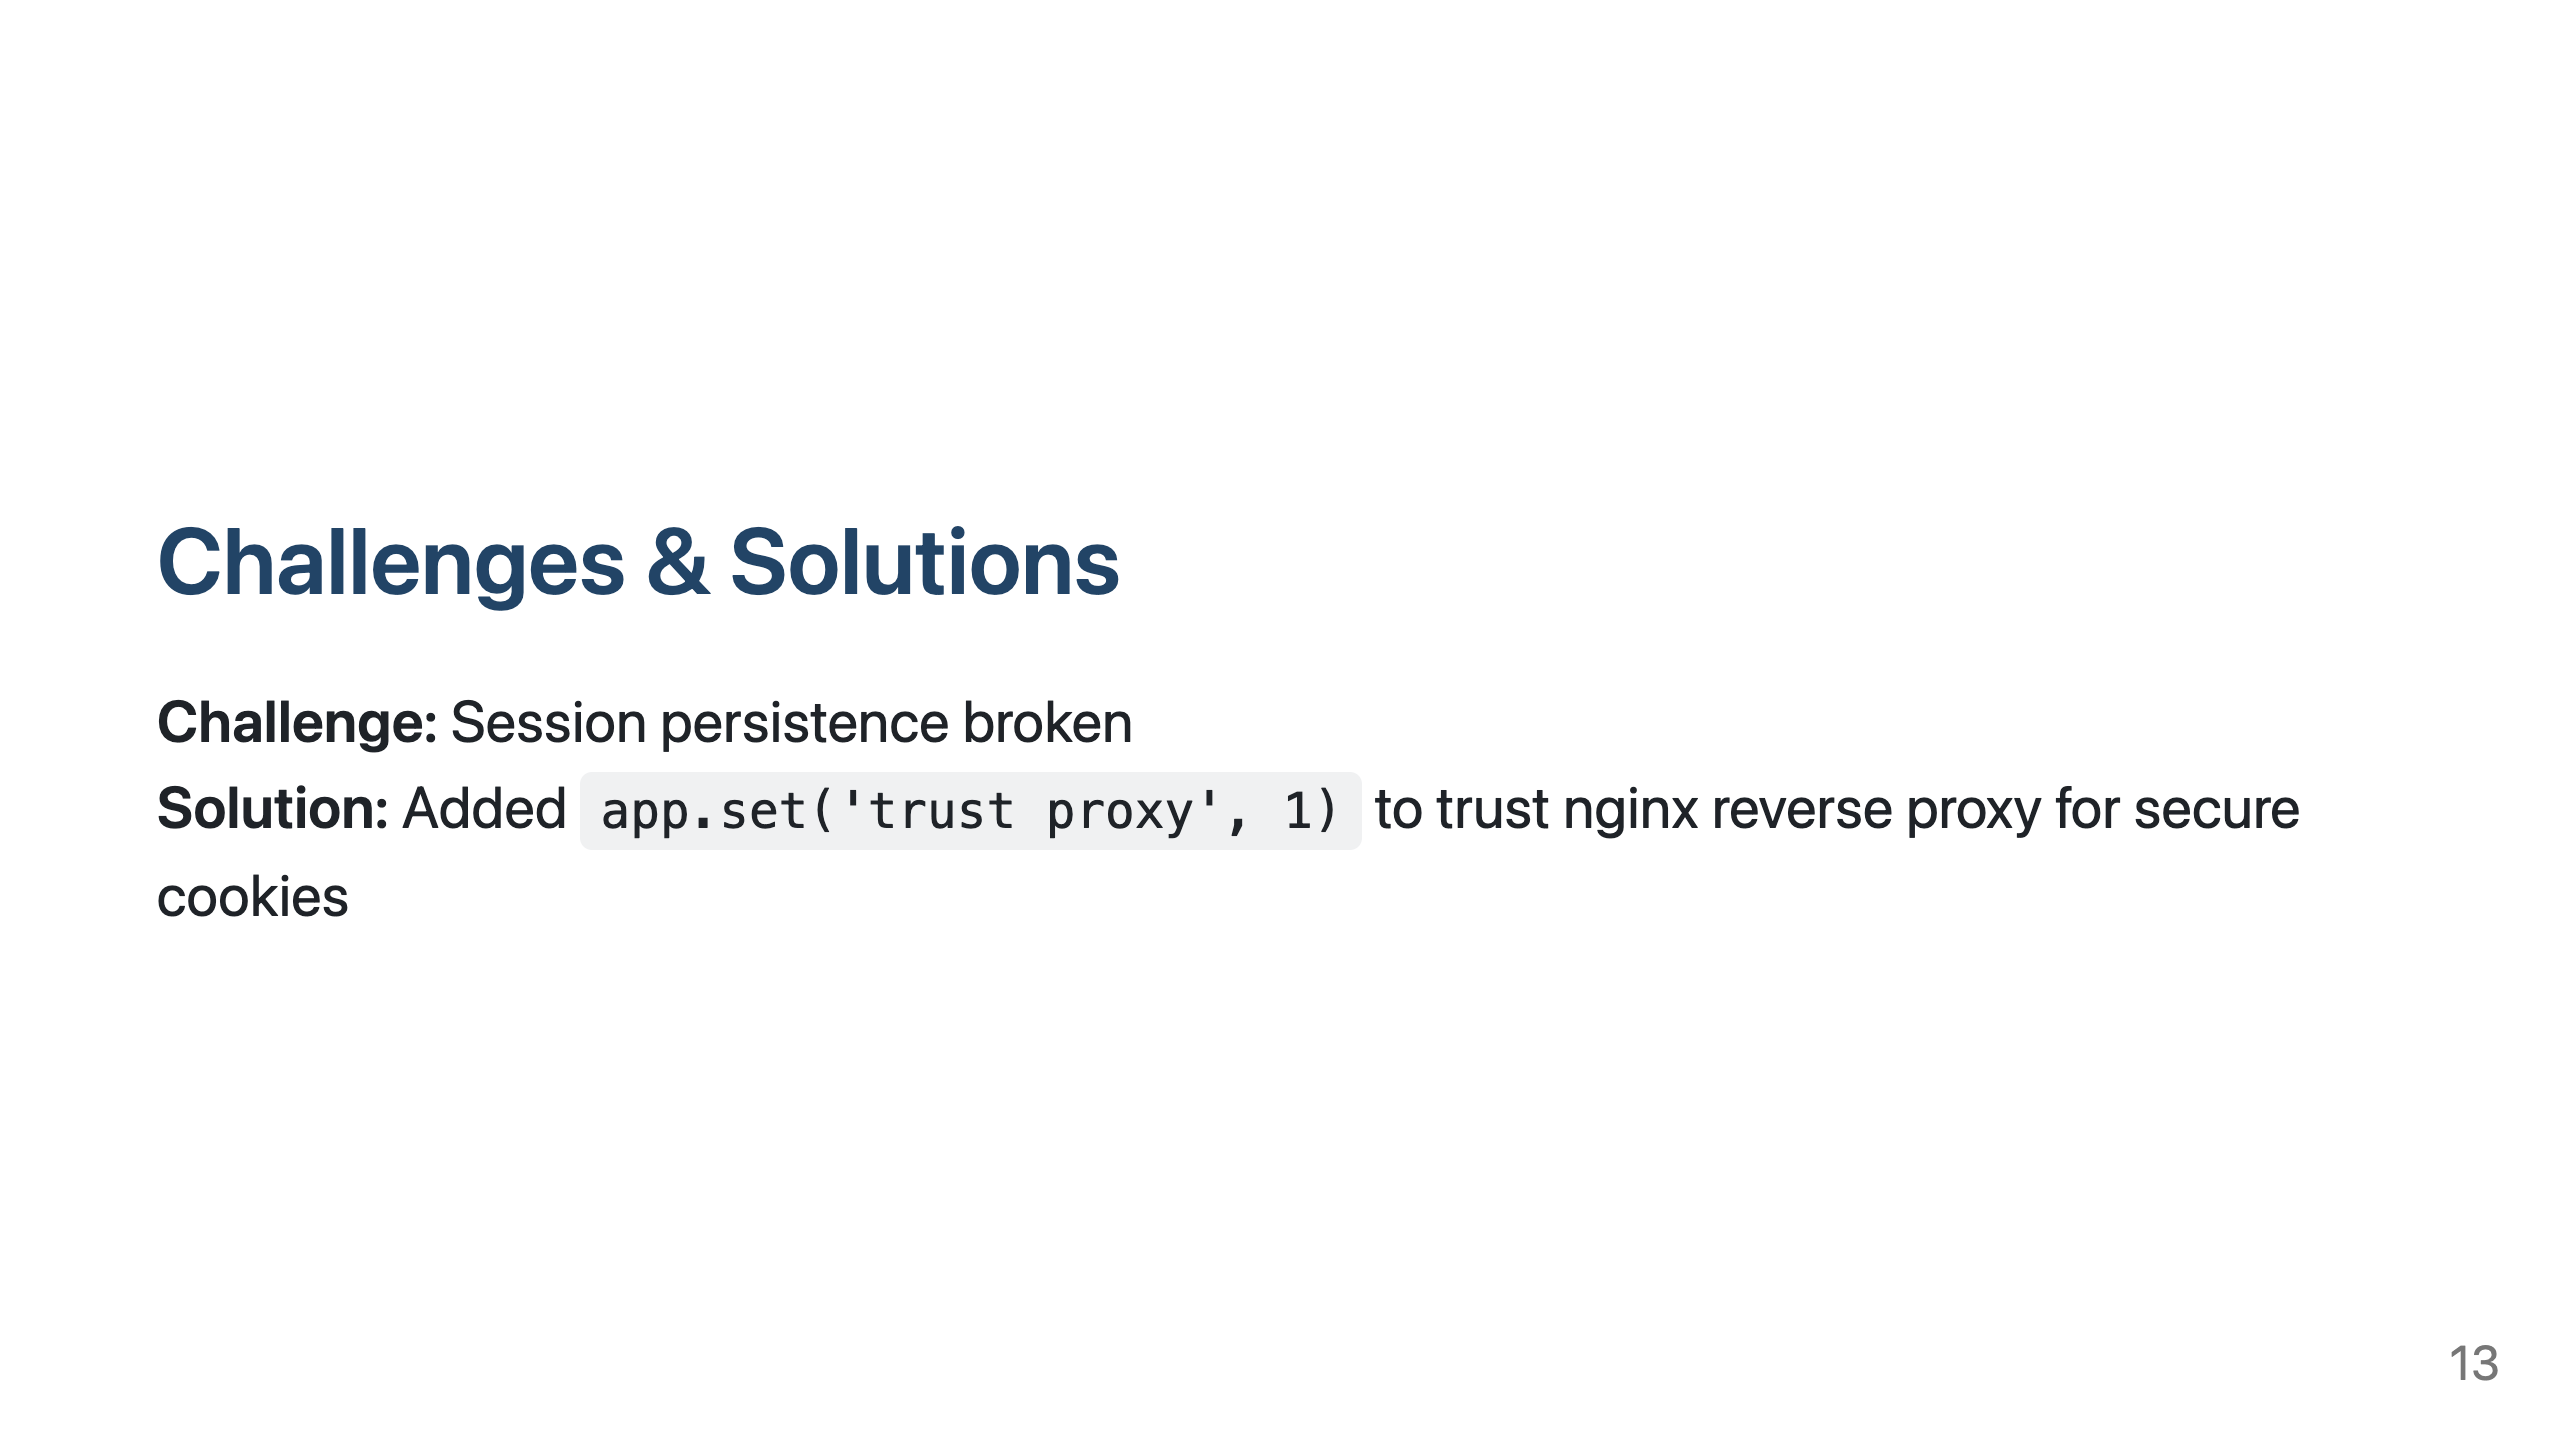 Challenges & Solutions
Challenge: Session persistence broken
Solution: Added app.set('trust proxy', 1) to trust nginx reverse proxy for secure
cookies
13